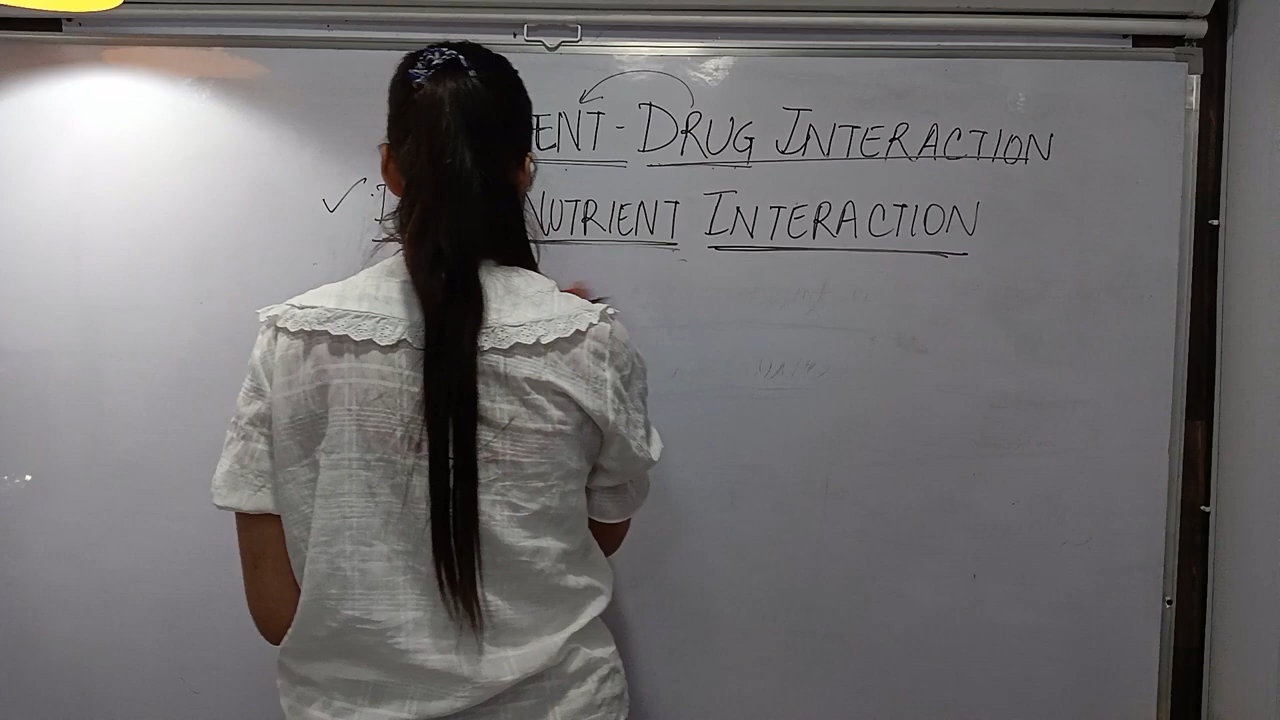 ENT - DRUG INTERACTION
✓ NUTRIENT INTERACTION